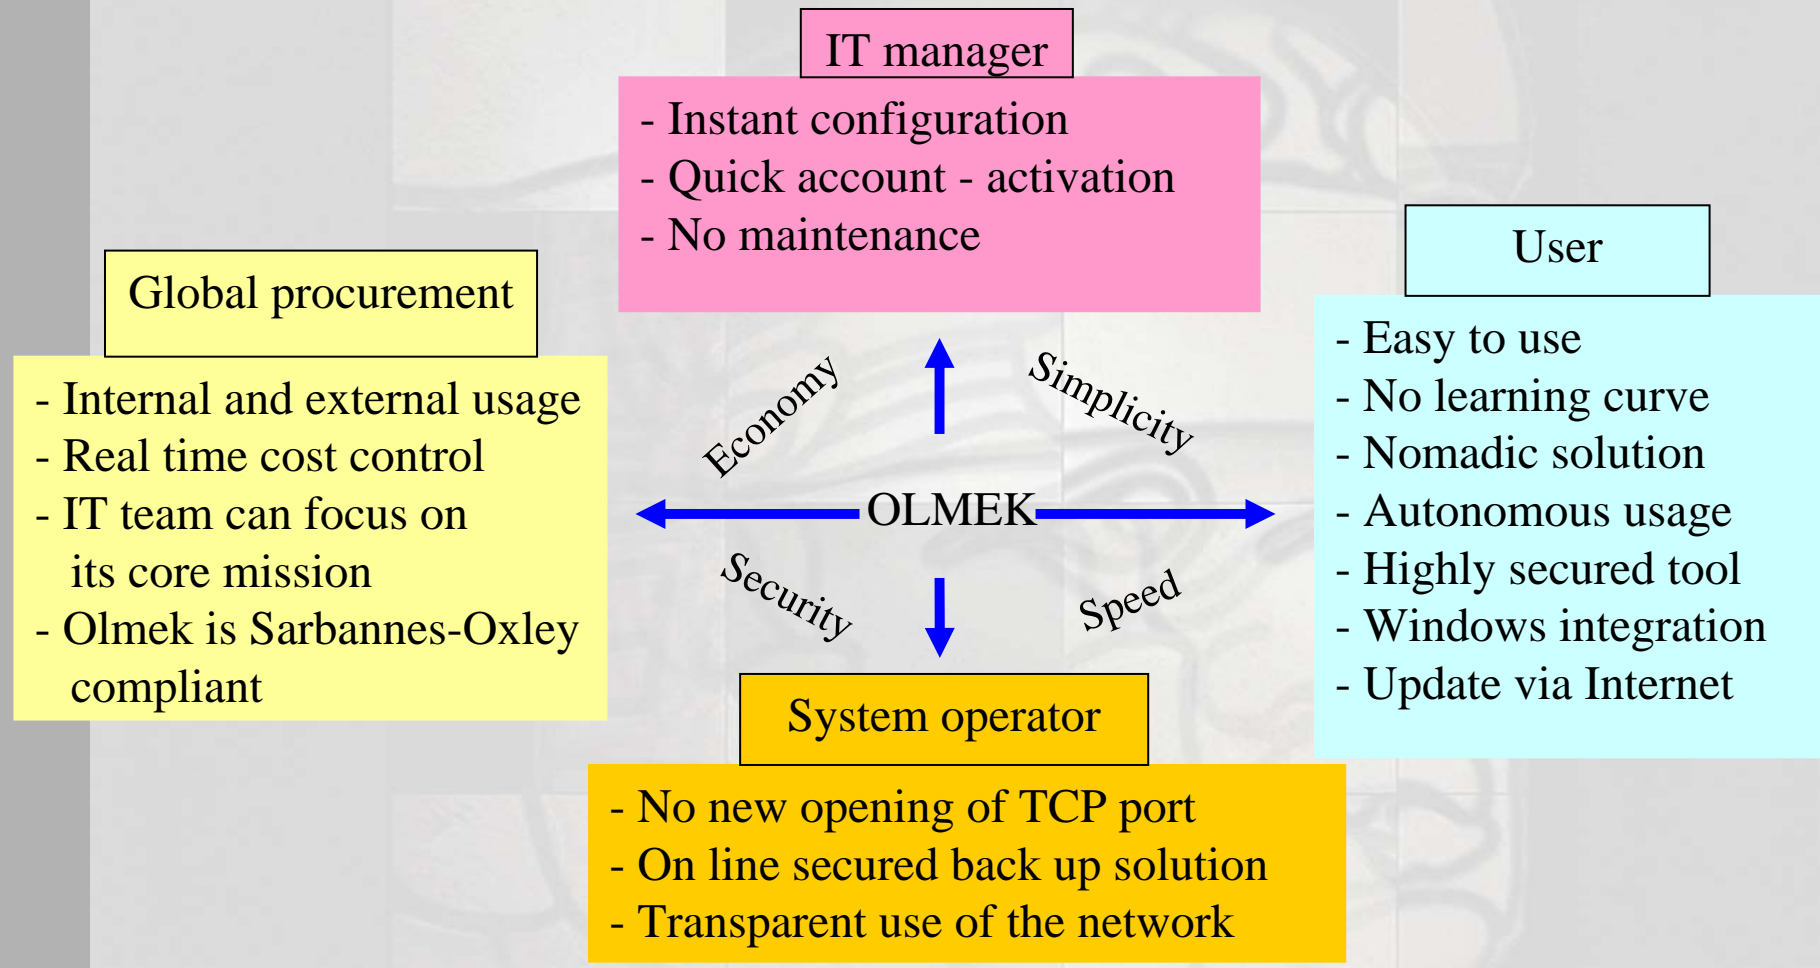 IT manager
- Instant configuration
- Quick account - activation
- No maintenance
Global procurement
- Internal and external usage
- Real time cost control
- IT team can focus on
its core mission
- Olmek is Sarbannes-Oxley
compliant
Economy
Simplicity
OLMEK
Security
Speed
User
- Easy to use
- No learning curve
- Nomadic solution
- Autonomous usage
- Highly secured tool
- Windows integration
- Update via Internet
System operator
- No new opening of TCP port
- On line secured back up solution
- Transparent use of the network